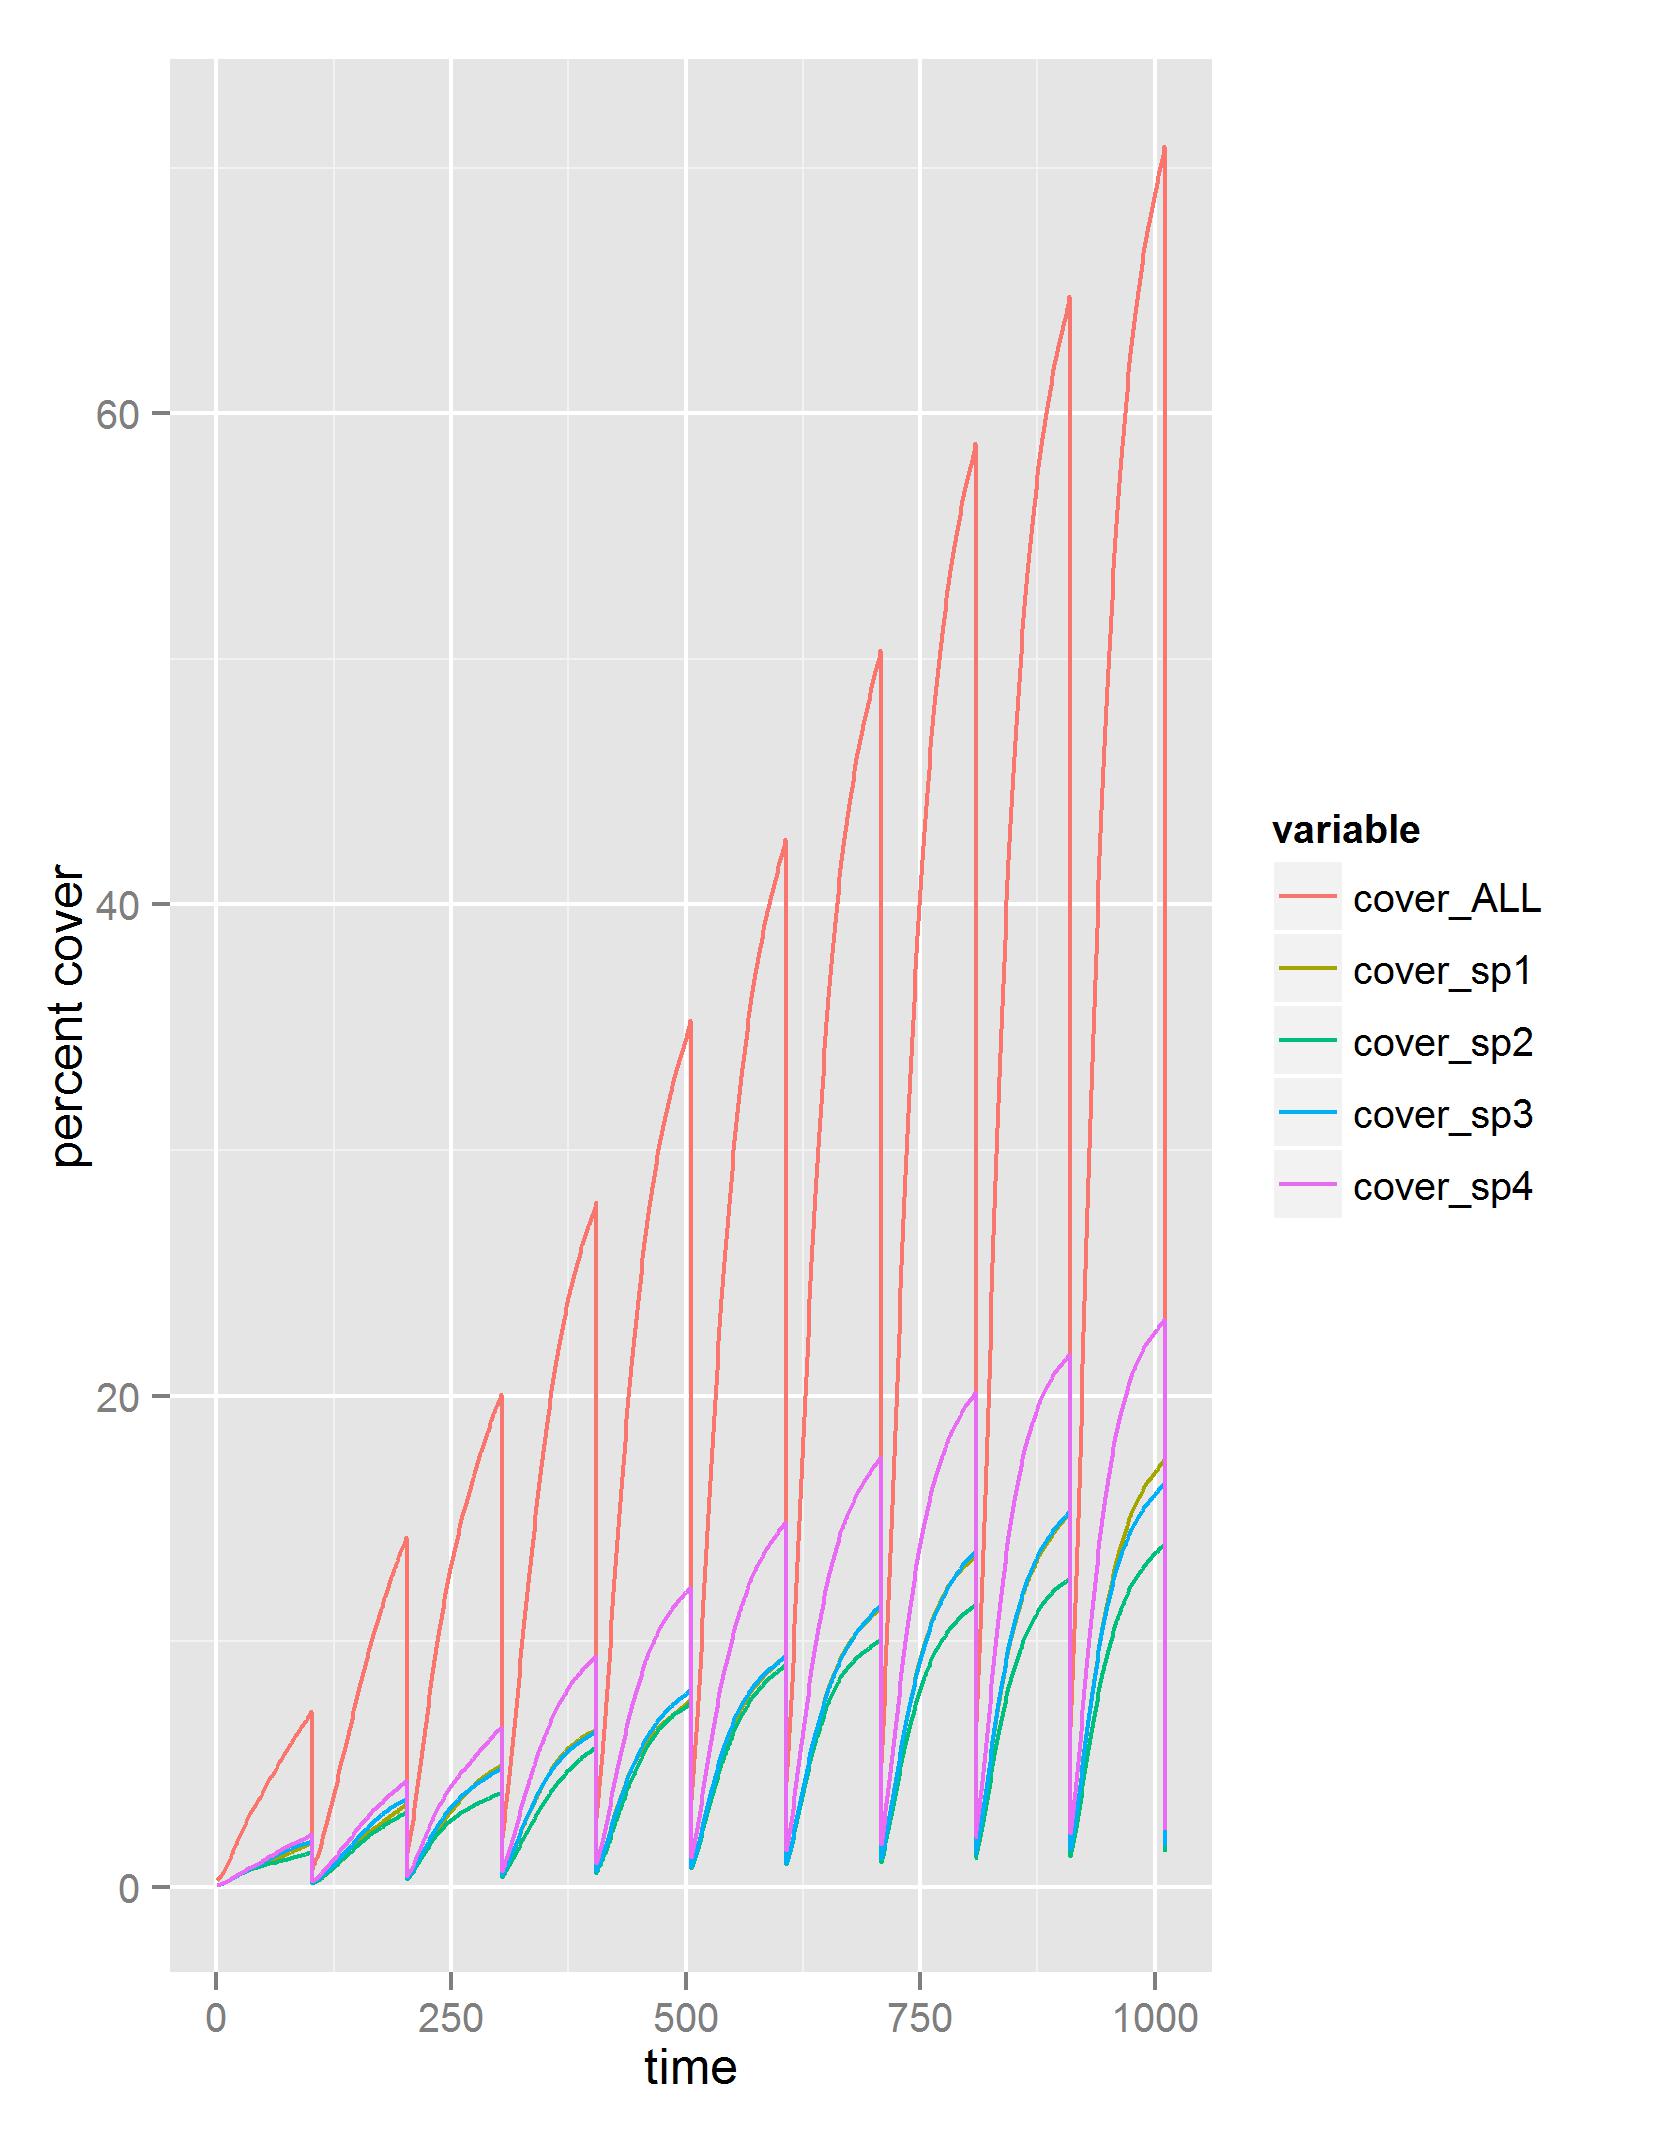 percent cover
60
40
20
0
0 250 500 750 1000
time
variable
cover_ALL
cover_sp1
cover_sp2
cover_sp3
cover_sp4